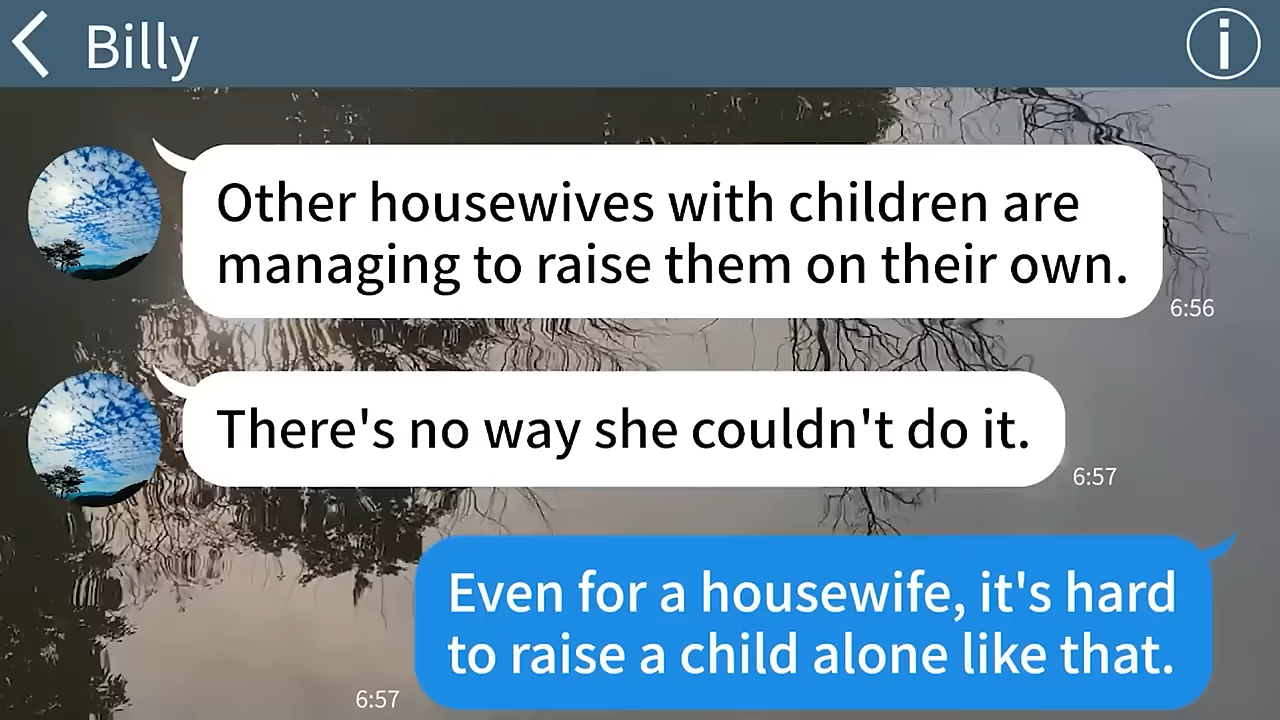 Billy
Other housewives with children are
managing to raise them on their own.
6:56
There's no way she couldn't do it.
6:57
Even for a housewife, it's hard
to raise a child alone like that.
6:57